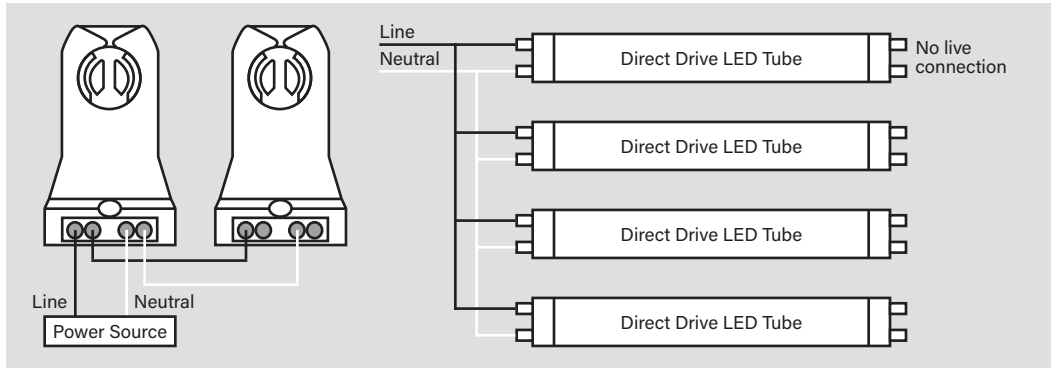 Line
Neutral
Power Source
Line
Neutral
Direct Drive LED Tube
No live
connection
Direct Drive LED Tube
Direct Drive LED Tube
Direct Drive LED Tube